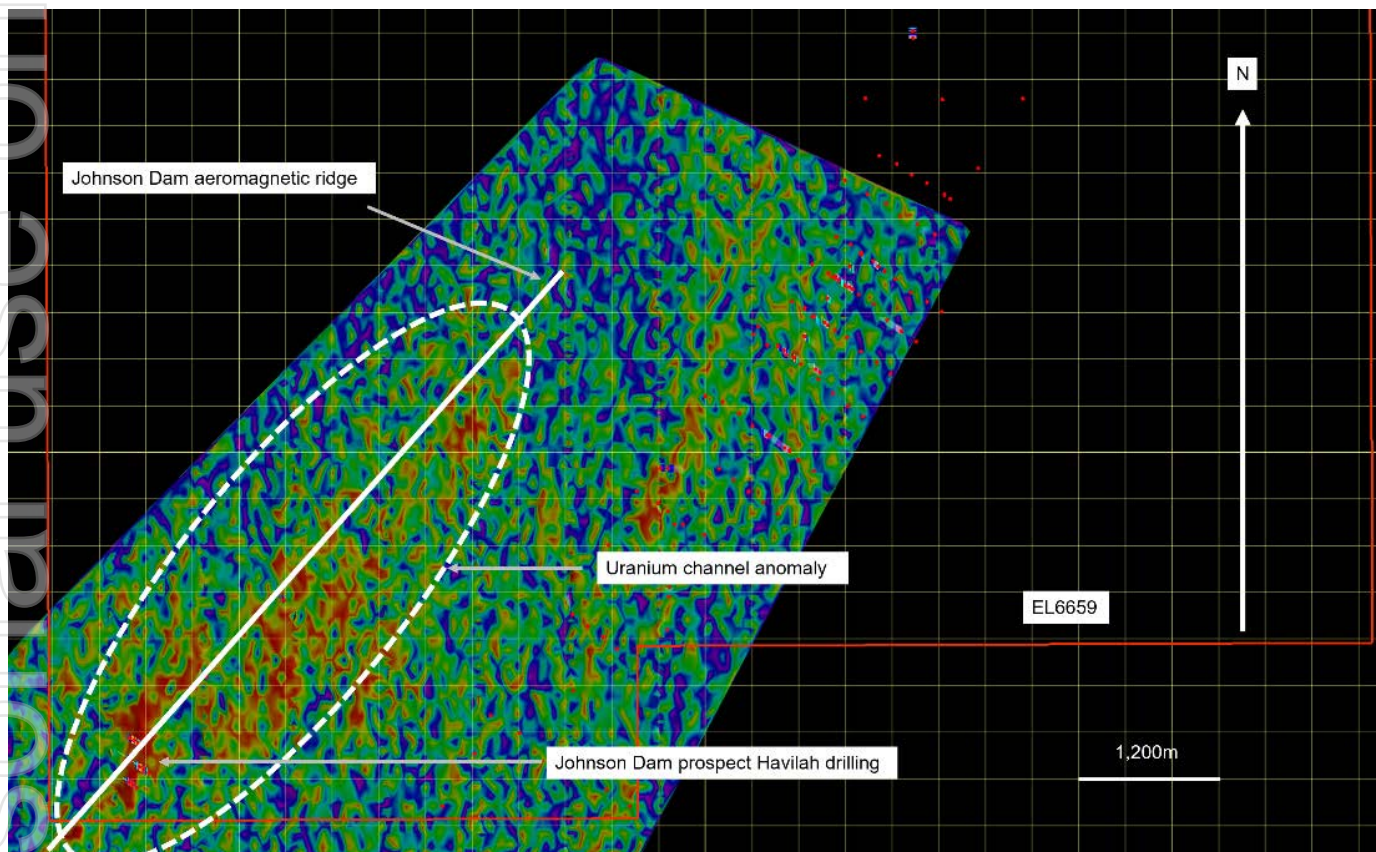 N
Johnson Dam aeromagnetic ridge
Uranium channel anomaly
EL6659
1,200m
Johnson Dam prospect Havilah drilling